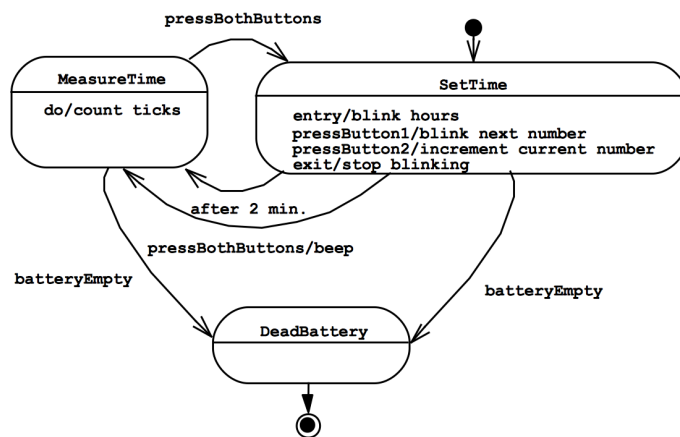 pressBothButtons
MeasureTime
do/count ticks
SetTime
entry/blink hours
pressButton1/blink next number
pressButton2/increment current number
exit/stop blinking
after 2 min.
pressBothButtons/beep
batteryEmpty
batteryEmpty
DeadBattery